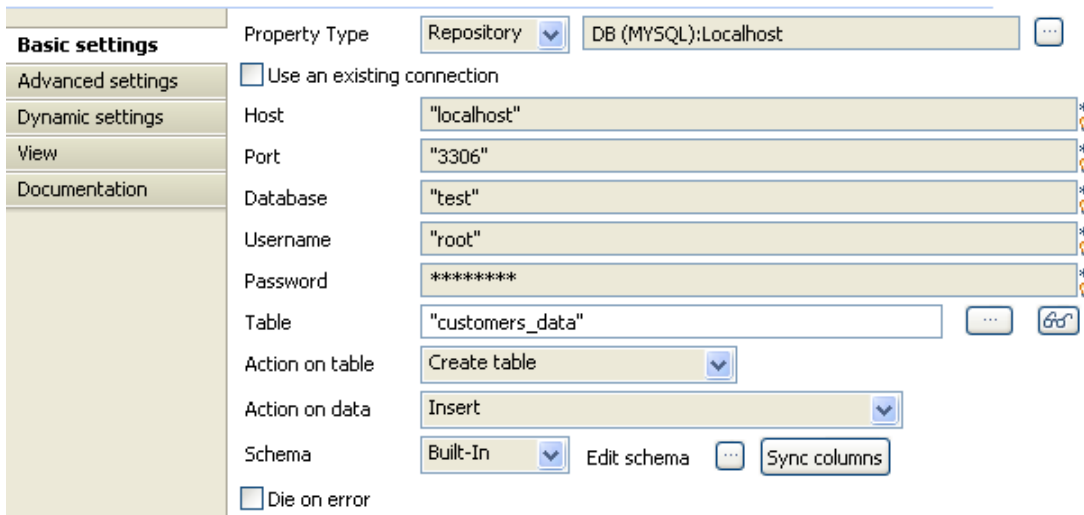 Basic settings
Advanced settings
Dynamic settings
View
Documentation
Property Type Repository DB (MYSQL):Localhost ...
Use an existing connection
Host "localhost" *
Port "3306" *
Database "test" *
Username "root" *
Password ******** *
Table "customers_data" ...
Action on table Create table
Action on data Insert
Schema Built-In Edit schema ... Sync columns
Die on error